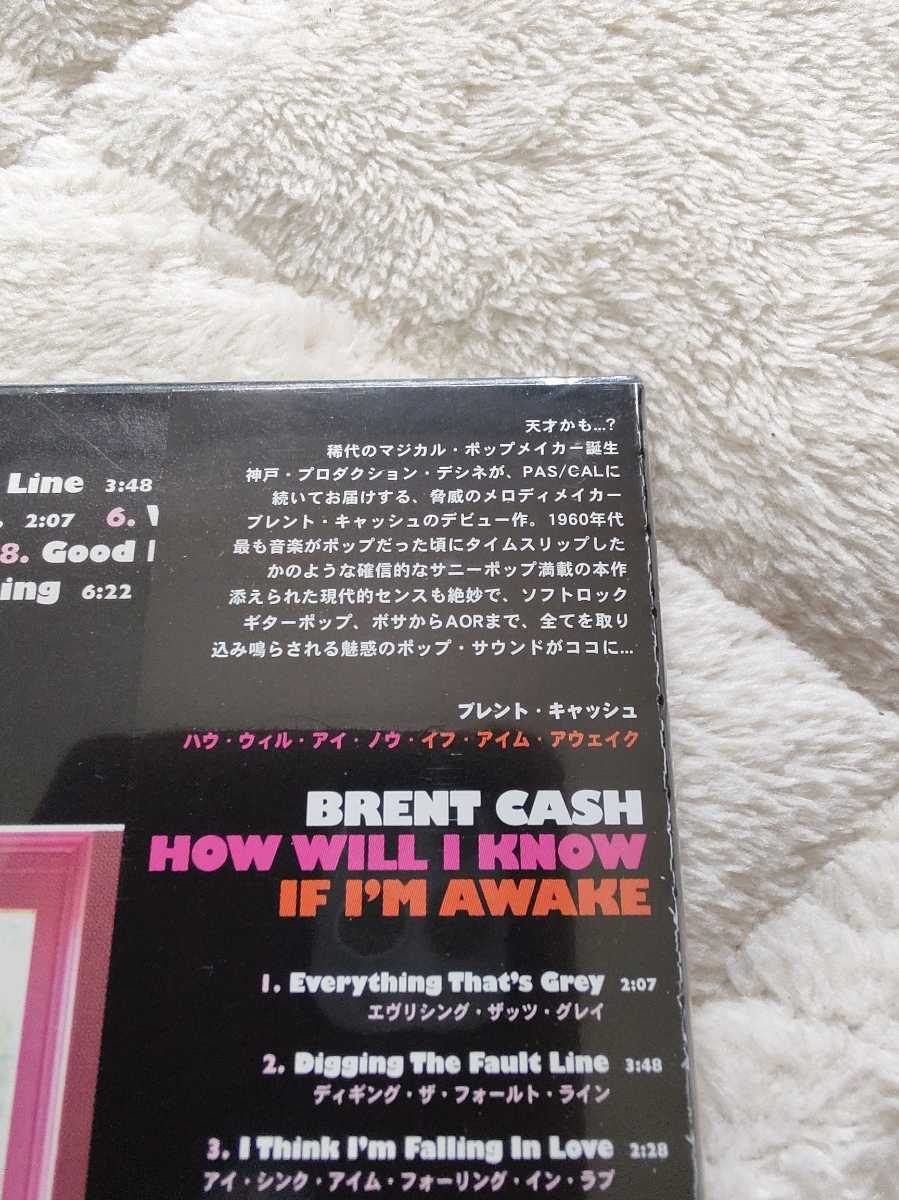 天才かも...?
稀代のマジカル・ポップメイカー誕生
神戸・プロダクション・デシネが、PAS/CALに
続いてお届けする、脅威のメロディメイカー
ブレント・キャッシュのデビュー作。1960年代
最も音楽がポップだった頃にタイムスリップした
かのような確信的なサニーポップ満載の本作
添えられた現代的センスも絶妙で、ソフトロック
ギターポップ、ボサからAORまで、全てを取り
込み鳴らされる魅惑のポップ・サウンドがココに...
Line 3:48
2:07 6.
8. Good
ing 6:22
ブレント・キャッシュ
ハウ・ウィル・アイ・ノウ・イフ・アイム・アウェイク
BRENT CASH
HOW WILL I KNOW
IF I'M AWAKE
1. Everything That's Grey 2:07
エヴリシング・ザッツ・グレイ
2. Digging The Fault Line 3:48
ディギング・ザ・フォールト・ライン
3. I Think I'm Falling In Love 2:28
アイ・シンク・アイム・フォーリング・イン・ラブ